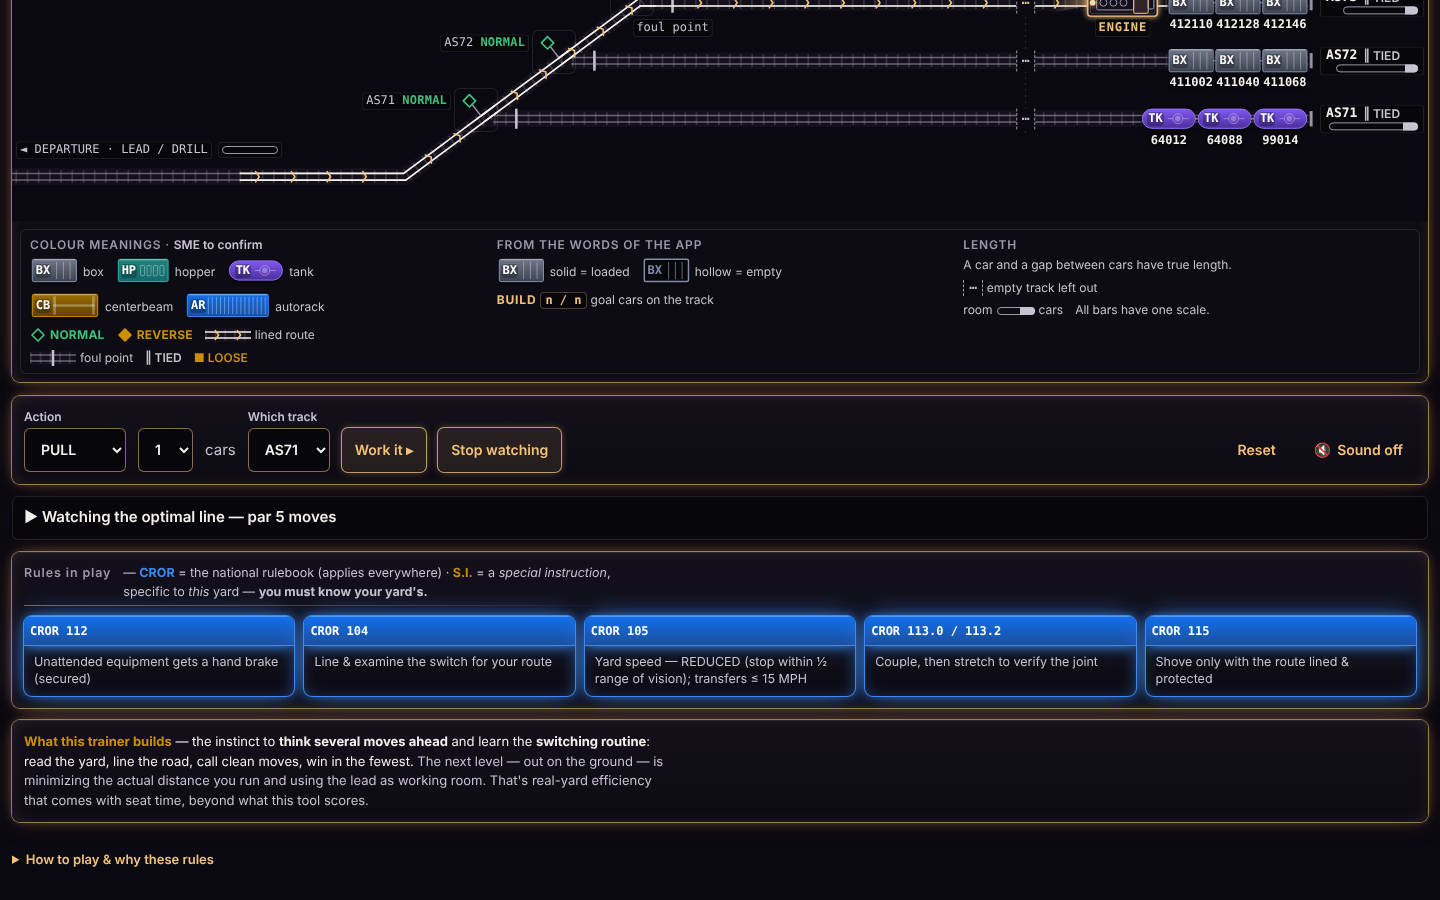 BX BX BX
412110 412128 412146
foul point
ENGINE
AS72 NORMAL
BX BX BX
AS72 TIED
411002 411040 411068
AS71 NORMAL
TK TK TK
AS71 TIED
64012 64088 99014
◄ DEPARTURE · LEAD / DRILL
COLOUR MEANINGS · SME to confirm
BX box HP hopper TK tank
CB centerbeam AR autorack
NORMAL REVERSE lined route
foul point TIED LOOSE
FROM THE WORDS OF THE APP
BX solid = loaded BX hollow = empty
BUILD n / n goal cars on the track
LENGTH
A car and a gap between cars have true length.
empty track left out
room cars All bars have one scale.
Action
Which track
PULL 1 cars AS71 Work it ▸ Stop watching Reset 🔇 Sound off
▶ Watching the optimal line — par 5 moves
Rules in play — CROR = the national rulebook (applies everywhere) · S.I. = a special instruction,
specific to this yard — you must know your yard's.
CROR 112
Unattended equipment gets a hand brake
(secured)
CROR 104
Line & examine the switch for your route
CROR 105
Yard speed — REDUCED (stop within ½
range of vision); transfers ≤ 15 MPH
CROR 113.0 / 113.2
Couple, then stretch to verify the joint
CROR 115
Shove only with the route lined &
protected
What this trainer builds — the instinct to think several moves ahead and learn the switching routine:
read the yard, line the road, call clean moves, win in the fewest. The next level — out on the ground — is
minimizing the actual distance you run and using the lead as working room. That's real-yard efficiency
that comes with seat time, beyond what this tool scores.
▶ How to play & why these rules